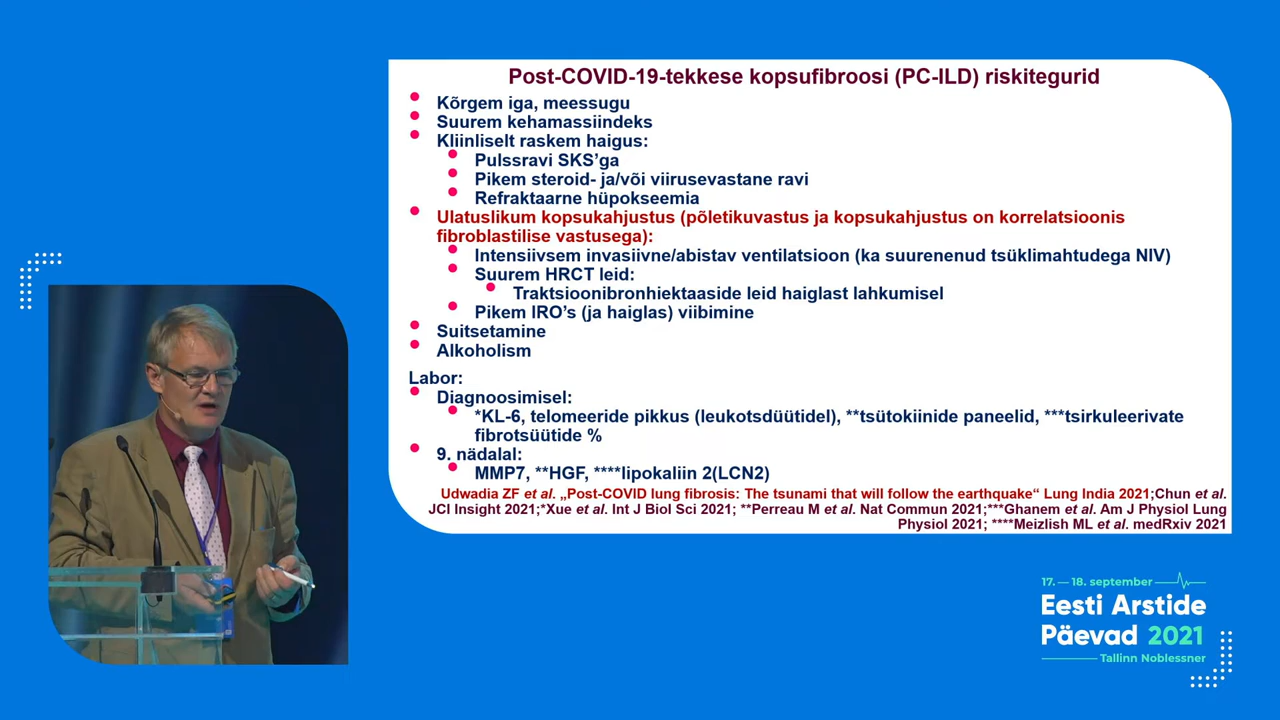 Post-COVID-19-tekkese kopsufibroosi (PC-ILD) riskitegurid
Kõrgem iga, meessugu
Suurem kehamassiindeks
Kliinliselt raskem haigus:
Pulssravi SKS’ga
Pikem steroid- ja/või viirusevastane ravi
Refraktaarne hüpokseemia
Ulatuslikum kopsukahjustus (põletikuvastus ja kopsukahjustus on korrelatsioonis
fibroblastilise vastusega):
Intensiivsem invasiivne/abistav ventilatsioon (ka suurenenud tsüklimahtudega NIV)
Suurem HRCT leid:
Traktsioonibronhiektaaside leid haiglast lahkumisel
Pikem IRO’s (ja haiglas) viibimine
Suitsetamine
Alkoholism
Labor:
Diagnoosimisel:
*KL-6, telomeeride pikkus (leukotsdüütidel), **tsütokiinide paneelid, ***tsirkuleerivate
fibrotsüütide %
9. nädalal:
MMP7, **HGF, ****lipokaliin 2(LCN2)
Udwadia ZF et al. „Post-COVID lung fibrosis: The tsunami that will follow the earthquake“ Lung India 2021;Chun et al.
JCI Insight 2021;*Xue et al. Int J Biol Sci 2021; **Perreau M et al. Nat Commun 2021;***Ghanem et al. Am J Physiol Lung
Physiol 2021; ****Meizlish ML et al. medRxiv 2021
17. — 18. september
Eesti Arstide
Päevad 2021
Tallinn Noblessner